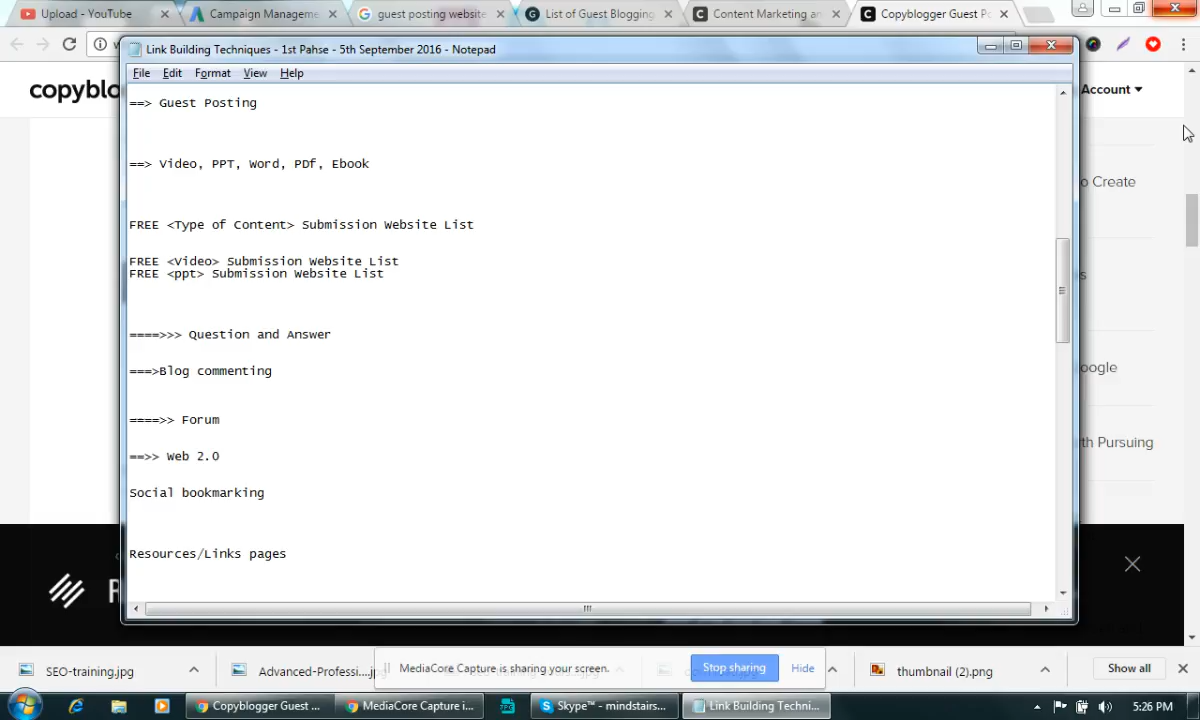 Upload - YouTube
Campaign Manageme
guest posting website
List of Guest Blogging
Content Marketing an
Copyblogger Guest Po
Link Building Techniques - 1st Pahse - 5th September 2016 - Notepad
File Edit Format View Help
copyblo
Account
==> Guest Posting
==> Video, PPT, Word, PDf, Ebook
o Create
FREE <Type of Content> Submission Website List
FREE <Video> Submission Website List
FREE <ppt> Submission Website List
s
====>>> Question and Answer
===>Blog commenting
oogle
====>> Forum
==>> Web 2.0
th Pursuing
Social bookmarking
Resources/Links pages
SEO-training.jpg
Advanced-Professi....jp
MediaCore Capture is sharing your screen.
Stop sharing
Hide
thumbnail (2).png
Show all
Copyblogger Guest ...
MediaCore Capture i...
Skype™ - mindstairs...
Link Building Techni...
5:26 PM